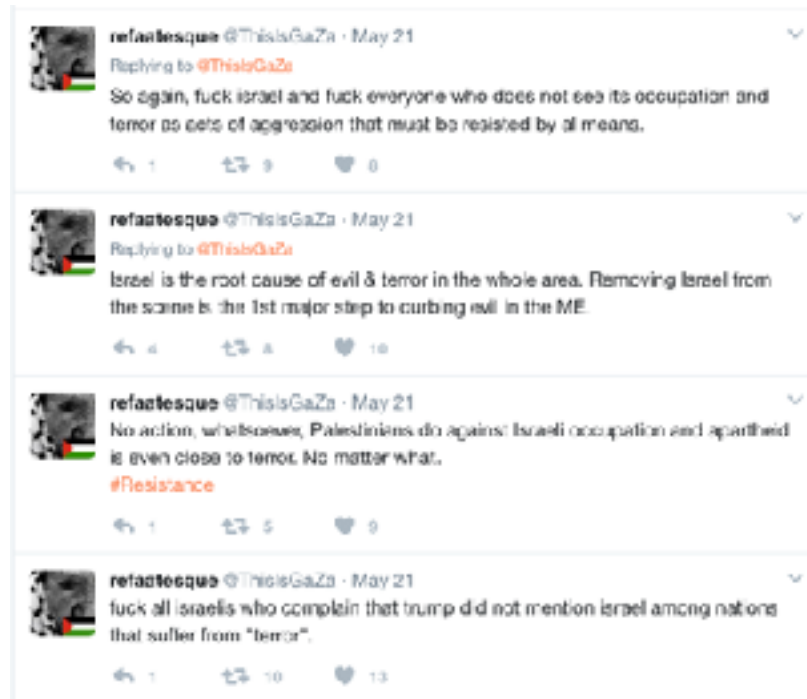 refaatesque @ThisIsGaZa · May 21
Replying to @ThisIsGaZa
So again, fuck israel and fuck everyone who does not see its occupation and
terror as acts of aggression that must be resisted by al means.
1 9 8
refaatesque @ThisIsGaZa · May 21
Replying to @ThisIsGaZa
Israel is the root cause of evil & terror in the whole area. Removing Israel from
the scene is the 1st major step to curbing evil in the ME.
4 8 10
refaatesque @ThisIsGaZa · May 21
No action, whatsoever, Palestinians do against Israeli occupation and apartheid
is even close to terror. No matter what.
#Resistance
1 5 9
refaatesque @ThisIsGaZa · May 21
fuck all israelis who complain that trump did not mention israel among nations
that suffer from "terror".
1 10 13